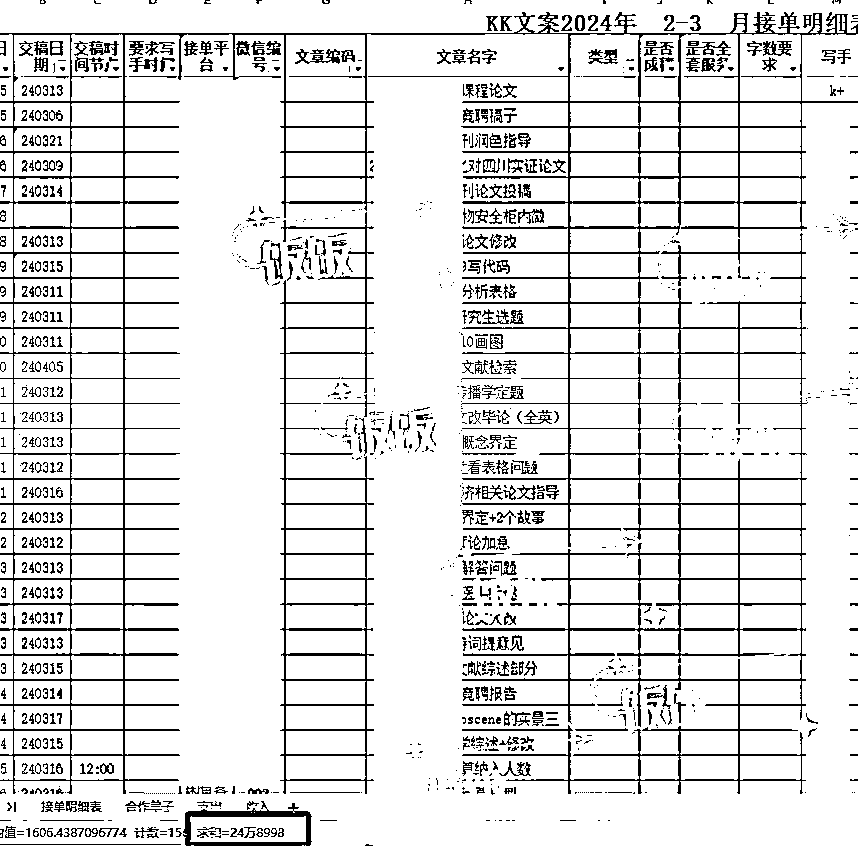 KK文案2024年 2-3 月接单明细表
日 交稿日期 交稿时间节点 要求写手时间 接单平台 微信编号 文章编码 文章名字 类型 是否成稿 是否全套服务 字数要求 写手
5 240313 课程论文 k+
5 240306 竞聘稿子
6 240321 刊润色指导
6 240309 对四川实证论文
7 240314 刊论文投稿
8 物安全柜内微
8 240313 论文修改
9 240315 写代码
9 240311 分析表格
9 240311 研究生选题
0 240311 10画图
0 240405 文献检索
1 240312 传播学定题
1 240313 改毕论（全英）
1 240313 概念界定
1 240312 看表格问题
1 240316 济相关论文指导
2 240313 界定+2个故事
2 240312 论加急
3 240313 解答问题
3 240313
3 240317
3 240313 词提意见
3 240315 文献综述部分
4 240314 竞聘报告
4 240317 scene的实景三
4 240315 综述+修改
5 240316 12:00 算纳入人数
饭饭
饭饭
接单明细表 合作单子 支出 收入 +
均值=1606.4387096774 计数=15 求和=24万8998